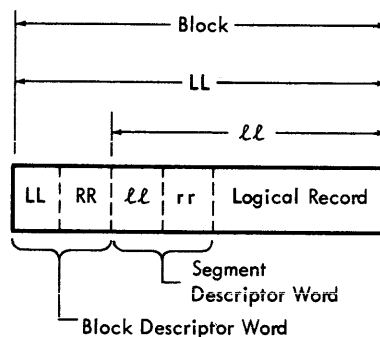 Block
LL
ℓℓ
LL RR ℓℓ rr Logical Record
Segment
Descriptor Word
Block Descriptor Word